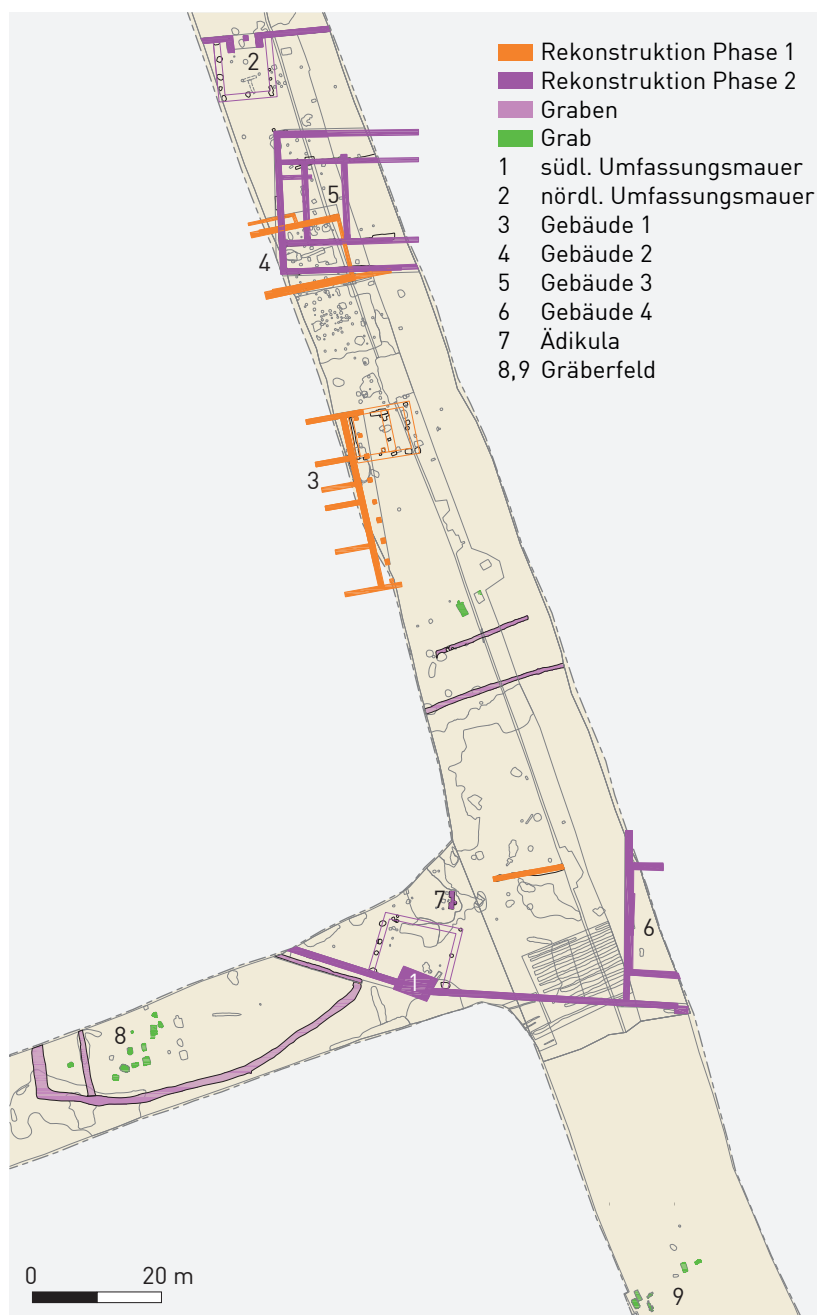 Rekonstruktion Phase 1
Rekonstruktion Phase 2
Graben
Grab
1 südl. Umfassungsmauer
2 nördl. Umfassungsmauer
3 Gebäude 1
4 Gebäude 2
5 Gebäude 3
6 Gebäude 4
7 Ädikula
8,9 Gräberfeld
2
5
4
3
7
6
1
8
9
0 20 m